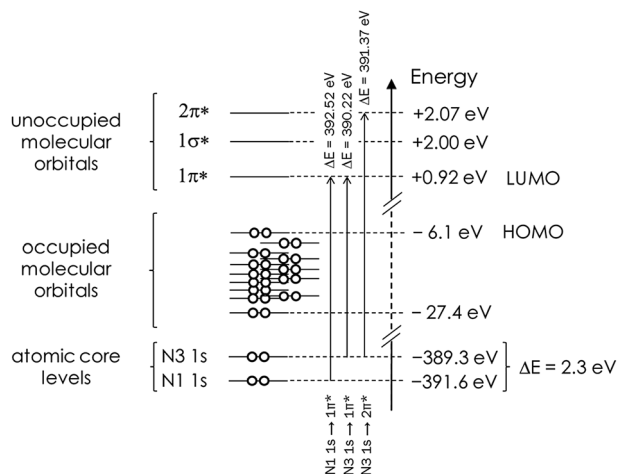 Energy
ΔE = 392.52 eV
ΔE = 390.22 eV
ΔE = 391.37 eV
unoccupied
molecular
orbitals
2π*
+2.07 eV
1σ*
+2.00 eV
1π*
+0.92 eV
LUMO
occupied
molecular
orbitals
− 6.1 eV
HOMO
− 27.4 eV
atomic core
levels
N3 1s
−389.3 eV
N1 1s
−391.6 eV
ΔE = 2.3 eV
N1 1s → 1π*
N3 1s → 1π*
N3 1s → 2π*